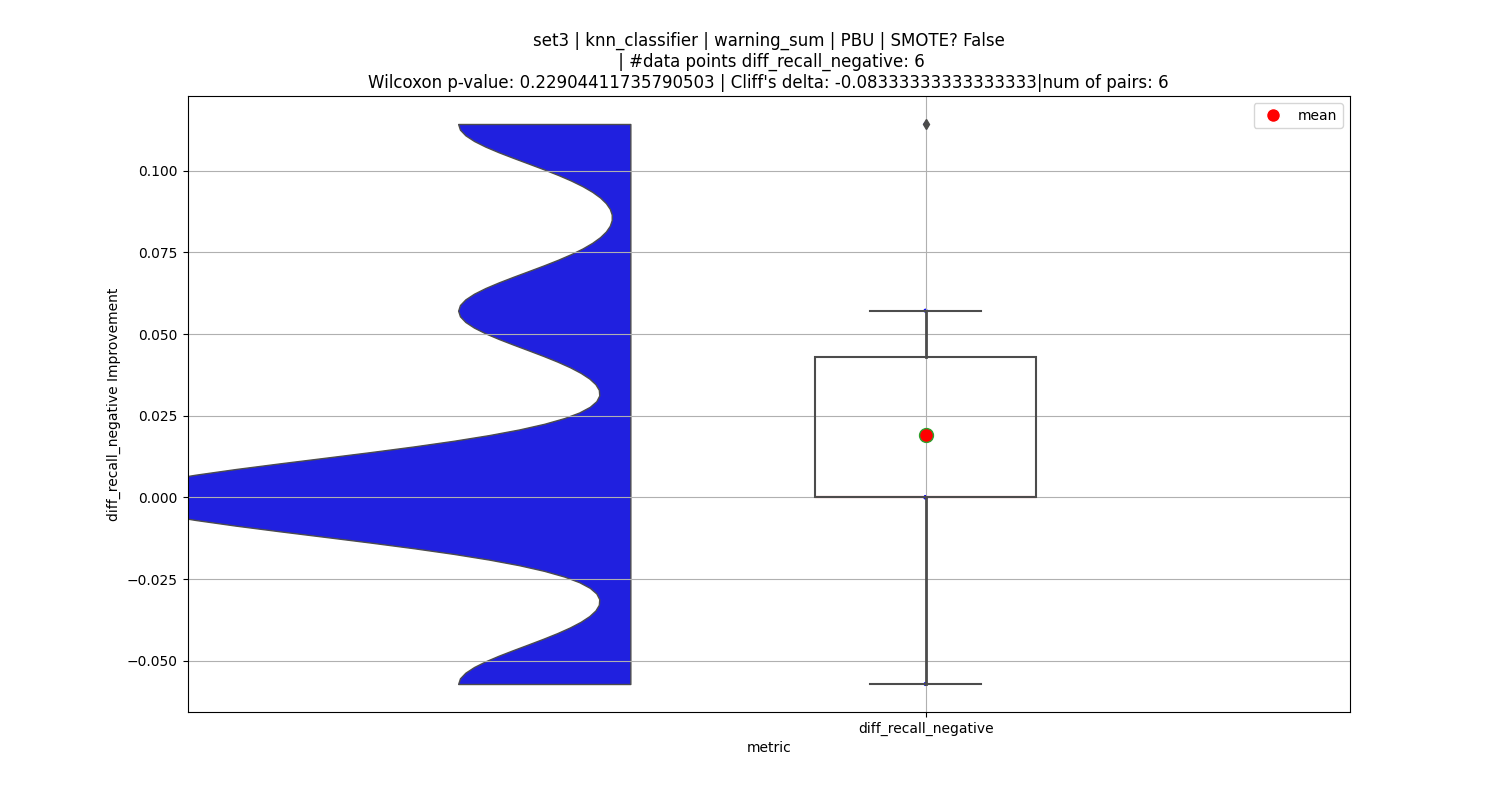 set3 | knn_classifier | warning_sum | PBU | SMOTE? False
| #data points diff_recall_negative: 6
Wilcoxon p-value: 0.22904411735790503 | Cliff's delta: -0.08333333333333333|num of pairs: 6
mean
0.100
0.075
0.050
0.025
0.000
−0.025
−0.050
diff_recall_negative Improvement
diff_recall_negative
metric